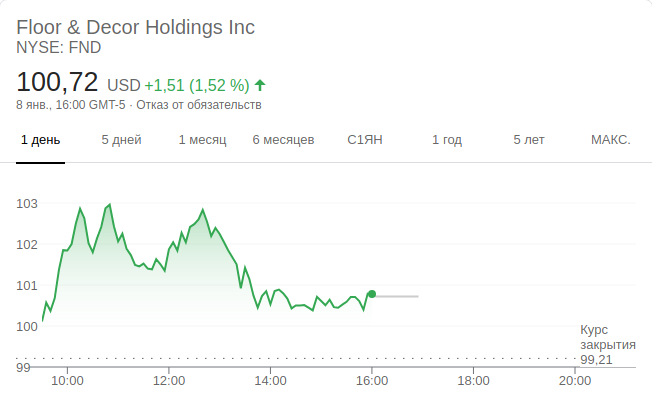 Floor & Decor Holdings Inc
NYSE: FND
100,72 USD +1,51 (1,52 %)
8 янв., 16:00 GMT-5 · Отказ от обязательств
1 день 5 дней 1 месяц 6 месяцев С1ЯН 1 год 5 лет МАКС.
103
102
101
100
99
Курс
закрытия
99,21
10:00 12:00 14:00 16:00 18:00 20:00